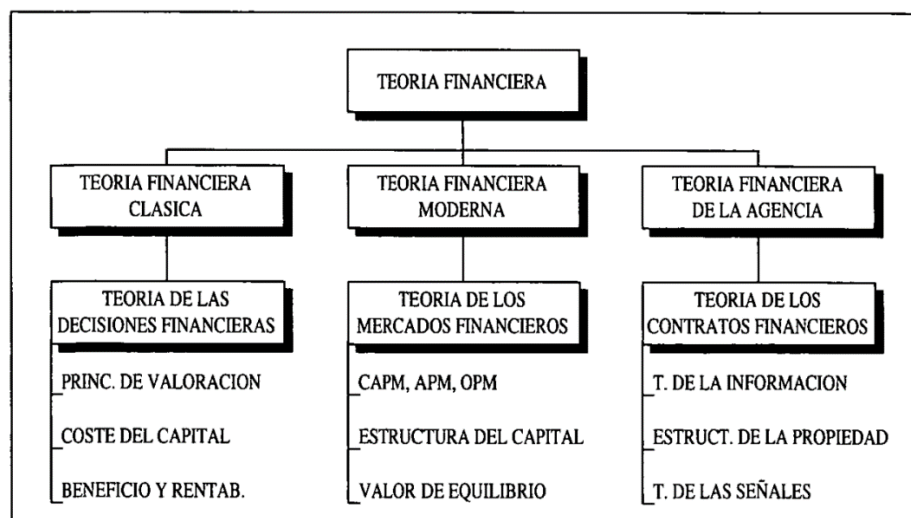 TEORIA FINANCIERA
TEORIA FINANCIERA
CLASICA
TEORIA FINANCIERA
MODERNA
TEORIA FINANCIERA
DE LA AGENCIA
TEORIA DE LAS
DECISIONES FINANCIERAS
TEORIA DE LOS
MERCADOS FINANCIEROS
TEORIA DE LOS
CONTRATOS FINANCIEROS
PRINC. DE VALORACION
COSTE DEL CAPITAL
BENEFICIO Y RENTAB.
CAPM, APM, OPM
ESTRUCTURA DEL CAPITAL
VALOR DE EQUILIBRIO
T. DE LA INFORMACION
ESTRUCT. DE LA PROPIEDAD
T. DE LAS SEÑALES